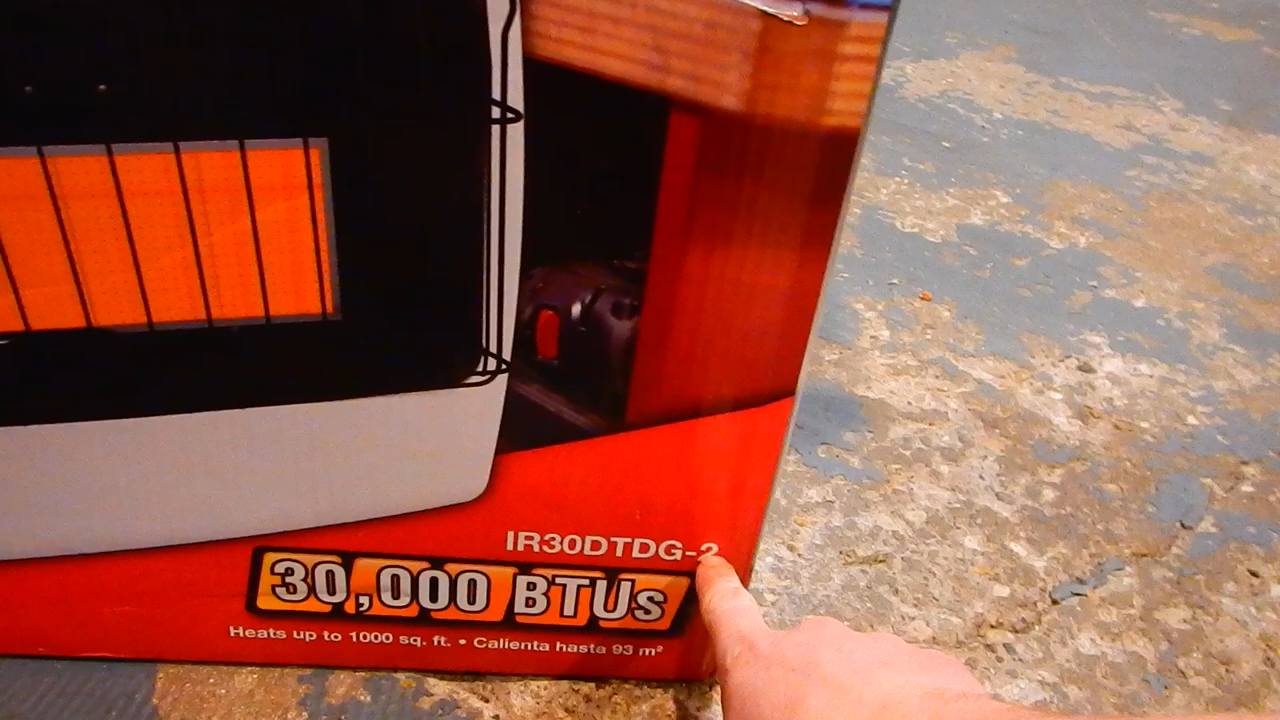 IR30DTDG-2
30,000 BTUs
Heats up to 1000 sq. ft. • Calienta hasta 93 m²